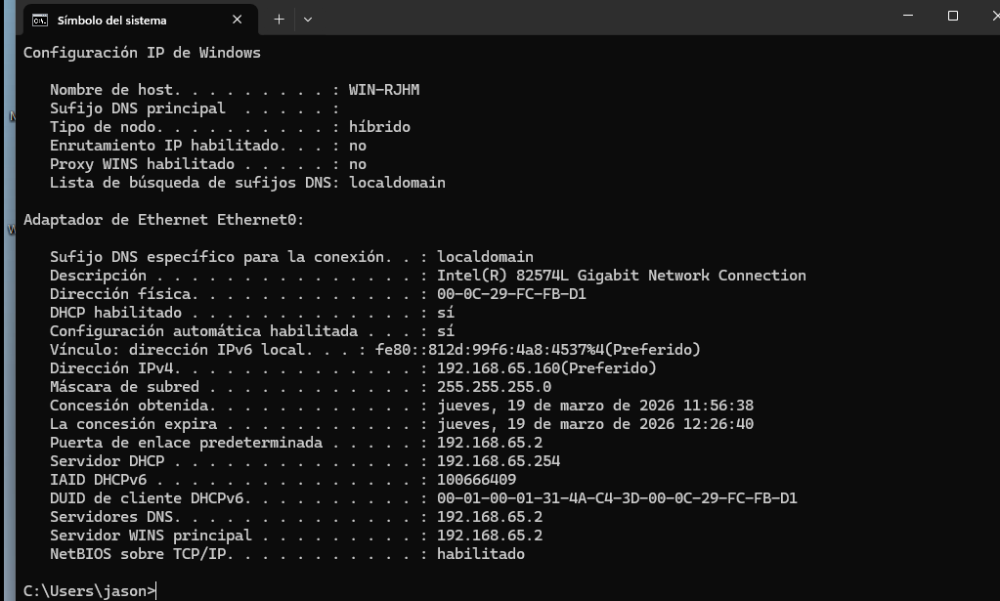 Símbolo del sistema
Configuración IP de Windows
Nombre de host. . . . . . . . . : WIN-RJHM
Sufijo DNS principal  . . . . . :
Tipo de nodo. . . . . . . . . . : híbrido
Enrutamiento IP habilitado. . . : no
Proxy WINS habilitado . . . . . : no
Lista de búsqueda de sufijos DNS: localdomain
Adaptador de Ethernet Ethernet0:
Sufijo DNS específico para la conexión. . : localdomain
Descripción . . . . . . . . . . . . . . . : Intel(R) 82574L Gigabit Network Connection
Dirección física. . . . . . . . . . . . . : 00-0C-29-FC-FB-D1
DHCP habilitado . . . . . . . . . . . . . : sí
Configuración automática habilitada . . . : sí
Vínculo: dirección IPv6 local. . . : fe80::812d:99f6:4a8:4537%4(Preferido)
Dirección IPv4. . . . . . . . . . . . . . : 192.168.65.160(Preferido)
Máscara de subred . . . . . . . . . . . . : 255.255.255.0
Concesión obtenida. . . . . . . . . . . . : jueves, 19 de marzo de 2026 11:56:38
La concesión expira . . . . . . . . . . . : jueves, 19 de marzo de 2026 12:26:40
Puerta de enlace predeterminada . . . . . : 192.168.65.2
Servidor DHCP . . . . . . . . . . . . . . : 192.168.65.254
IAID DHCPv6 . . . . . . . . . . . . . . . : 100666409
DUID de cliente DHCPv6. . . . . . . . . . : 00-01-00-01-31-4A-C4-3D-00-0C-29-FC-FB-D1
Servidores DNS. . . . . . . . . . . . . . : 192.168.65.2
Servidor WINS principal . . . . . . . . . : 192.168.65.2
NetBIOS sobre TCP/IP. . . . . . . . . . . : habilitado
C:\Users\jason>